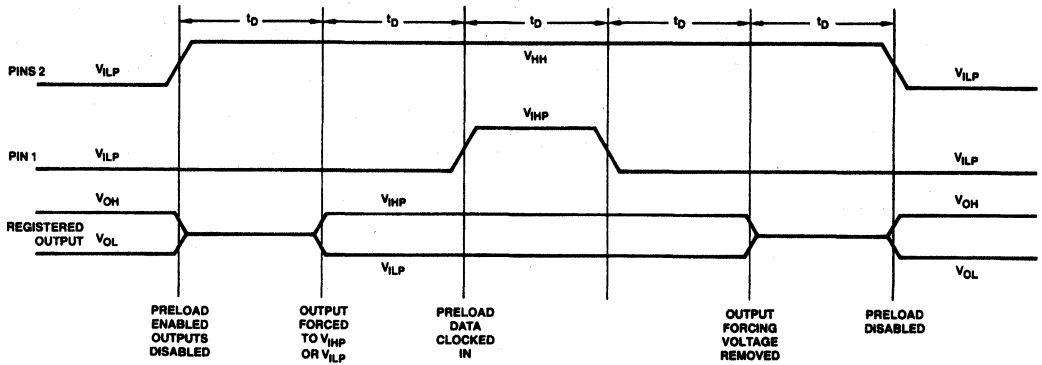 tD tD tD tD tD
PINS 2 VILP VHH VILP
PIN 1 VILP VIHP VILP
REGISTERED OUTPUT VOH VIHP VOH
VOL VILP VOL
PRELOAD
ENABLED
OUTPUTS
DISABLED
OUTPUT
FORCED
TO VIHP
OR VILP
PRELOAD
DATA
CLOCKED
IN
OUTPUT
FORCING
VOLTAGE
REMOVED
PRELOAD
DISABLED